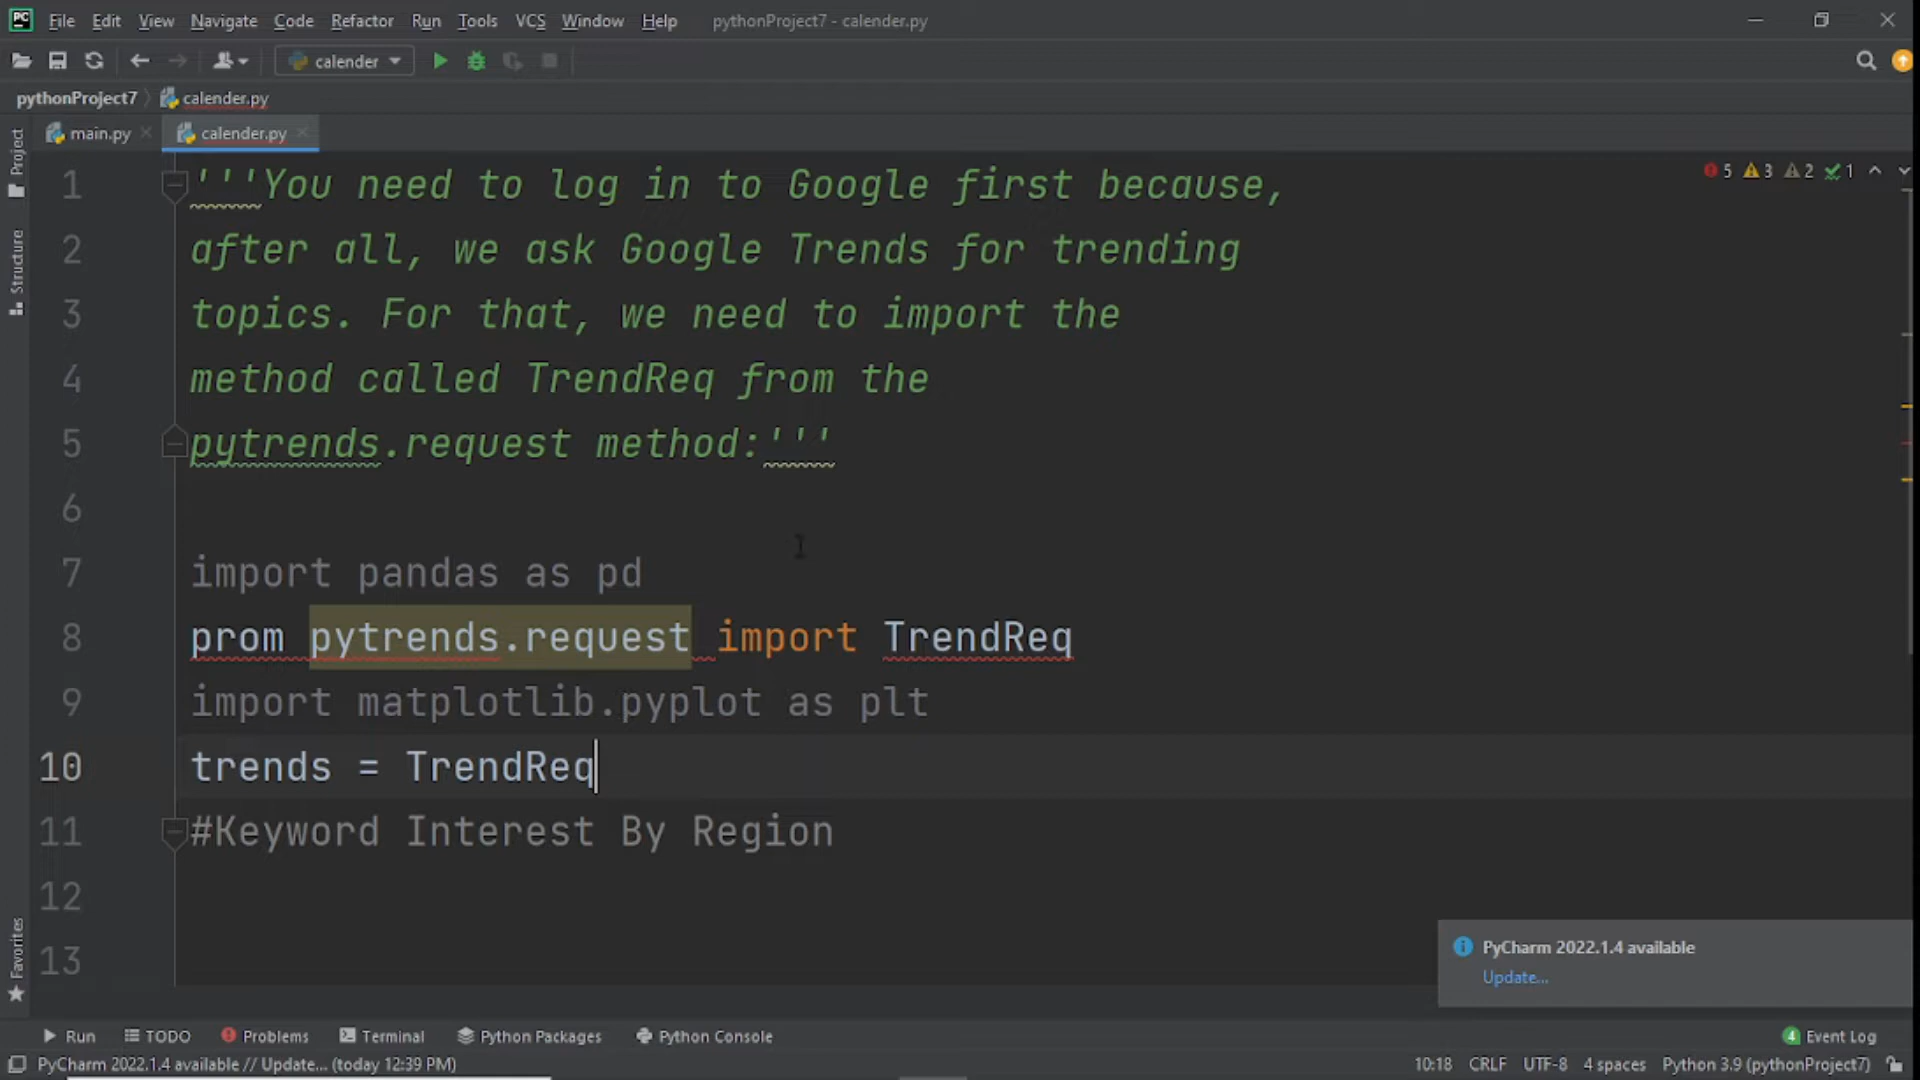 PC File Edit View Navigate Code Refactor Run Tools VCS Window Help pythonProject7 - calender.py
calender
pythonProject7 calender.py
main.py calender.py
Project
Structure
Favorites
5 3 2 1
1 '''You need to log in to Google first because,
2 after all, we ask Google Trends for trending
3 topics. For that, we need to import the
4 method called TrendReq from the
5 pytrends.request method:'''
6
7 import pandas as pd
8 prom pytrends.request import TrendReq
9 import matplotlib.pyplot as plt
10 trends = TrendReq
11 #Keyword Interest By Region
12
13
PyCharm 2022.1.4 available
Update...
Run TODO Problems Terminal Python Packages Python Console 4 Event Log
PyCharm 2022.1.4 available // Update... (today 12:39 PM) 10:18 CRLF UTF-8 4 spaces Python 3.9 (pythonProject7)